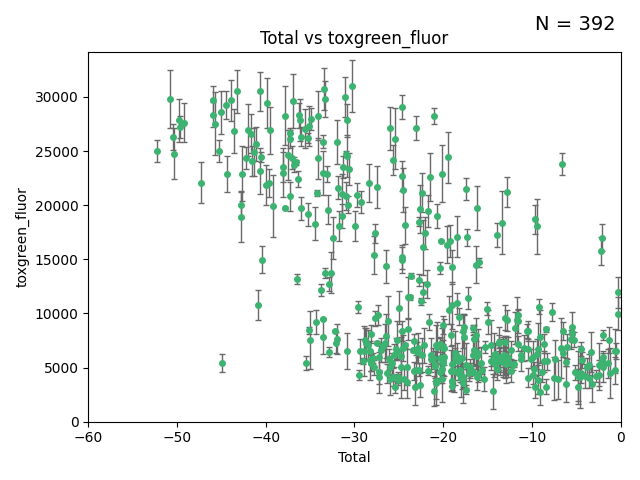 N = 392
Total vs toxgreen_fluor
30000
25000
20000
15000
10000
5000
0
toxgreen_fluor
−60 −50 −40 −30 −20 −10 0
Total